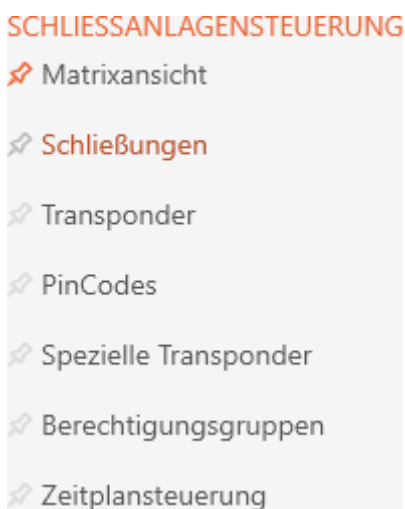 SCHLIESSANLAGENSTEUERUNG
Matrixansicht
Schließungen
Transponder
PinCodes
Spezielle Transponder
Berechtigungsgruppen
Zeitplansteuerung